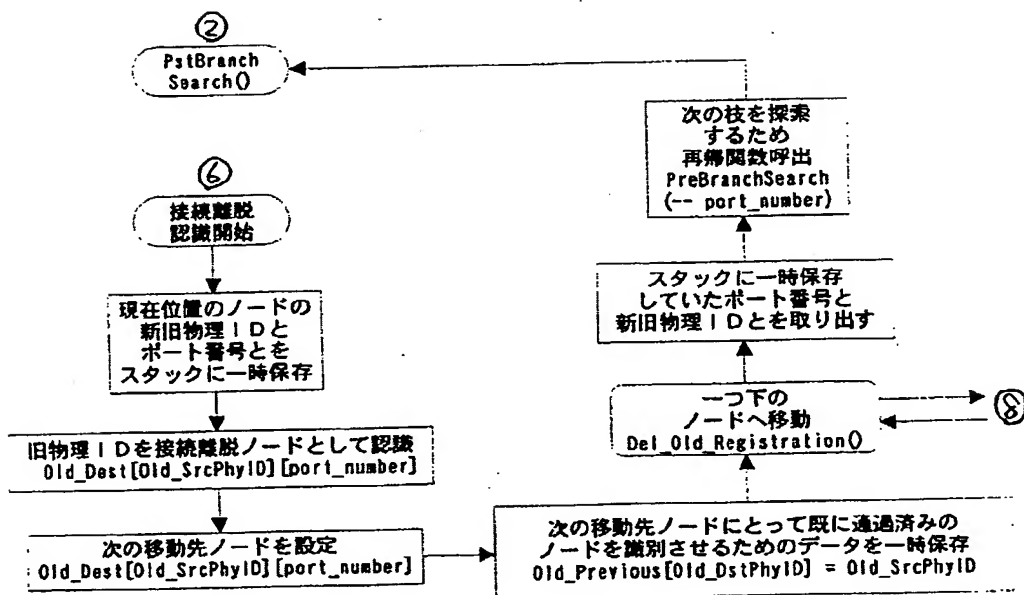 ②
PstBranch
Search()
⑥
接続離脱
認識開始
現在位置のノードの
新旧物理IDと
ポート番号とを
スタックに一時保存
旧物理IDを接続離脱ノードとして認識
Old_Dest[Old_SrcPhyID][port_number]
次の移動先ノードを設定
Old_Dest[Old_SrcPhyID][port_number]
次の移動先ノードにとって既に通過済みの
ノードを識別させるためのデータを一時保存
Old_Previous[Old_DstPhyID] = Old_SrcPhyID
一つ下の
ノードへ移動
Del_Old_Registration()
⑧
スタックに一時保存
していたポート番号と
新旧物理IDとを取り出す
次の枝を探索
するため
再帰関数呼出
PreBranchSearch
(-- port_number)